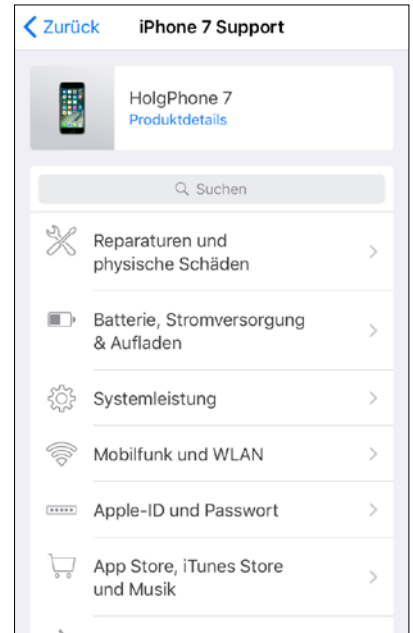 Zurück iPhone 7 Support
HolgPhone 7
Produktdetails
Suchen
Reparaturen und
physische Schäden
Batterie, Stromversorgung
& Aufladen
Systemleistung
Mobilfunk und WLAN
Apple-ID und Passwort
App Store, iTunes Store
und Musik